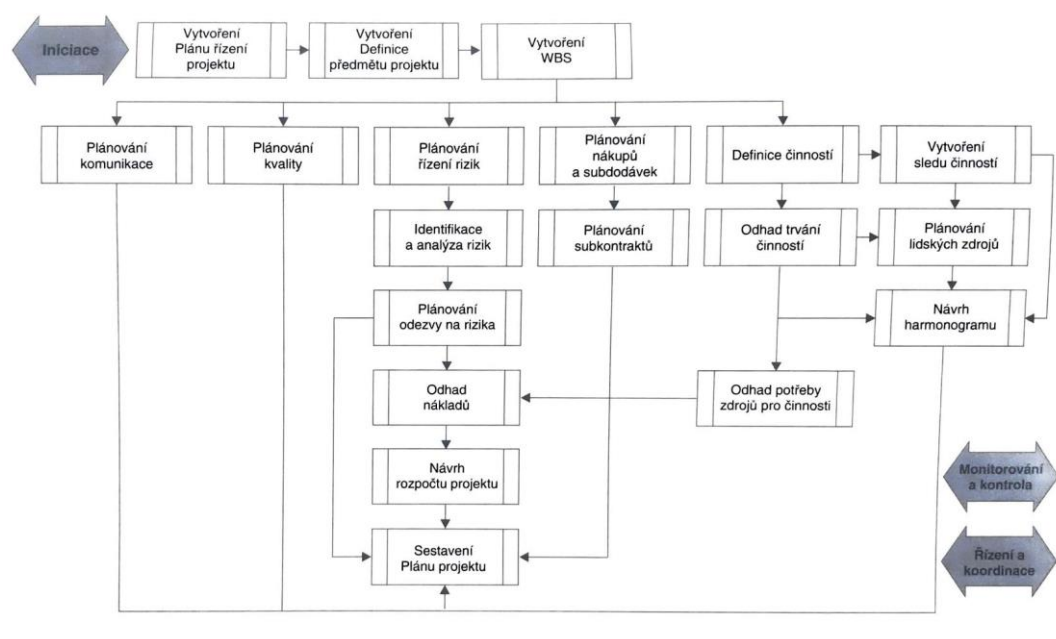 Iniciace
Vytvoření
Plánu řízení
projektu
Vytvoření
Definice
předmětu projektu
Vytvoření
WBS
Plánování
komunikace
Plánování
kvality
Plánování
řízení rizik
Plánování
nákupů
a subdodávek
Definice činností
Vytvoření
sledu činností
Identifikace
a analýza rizik
Plánování
subkontraktů
Odhad trvání
činností
Plánování
lidských zdrojů
Plánování
odezvy na rizika
Návrh
harmonogramu
Odhad
nákladů
Odhad potřeby
zdrojů pro činnosti
Návrh
rozpočtu projektu
Monitorování
a kontrola
Sestavení
Plánu projektu
Řízení a
koordinace